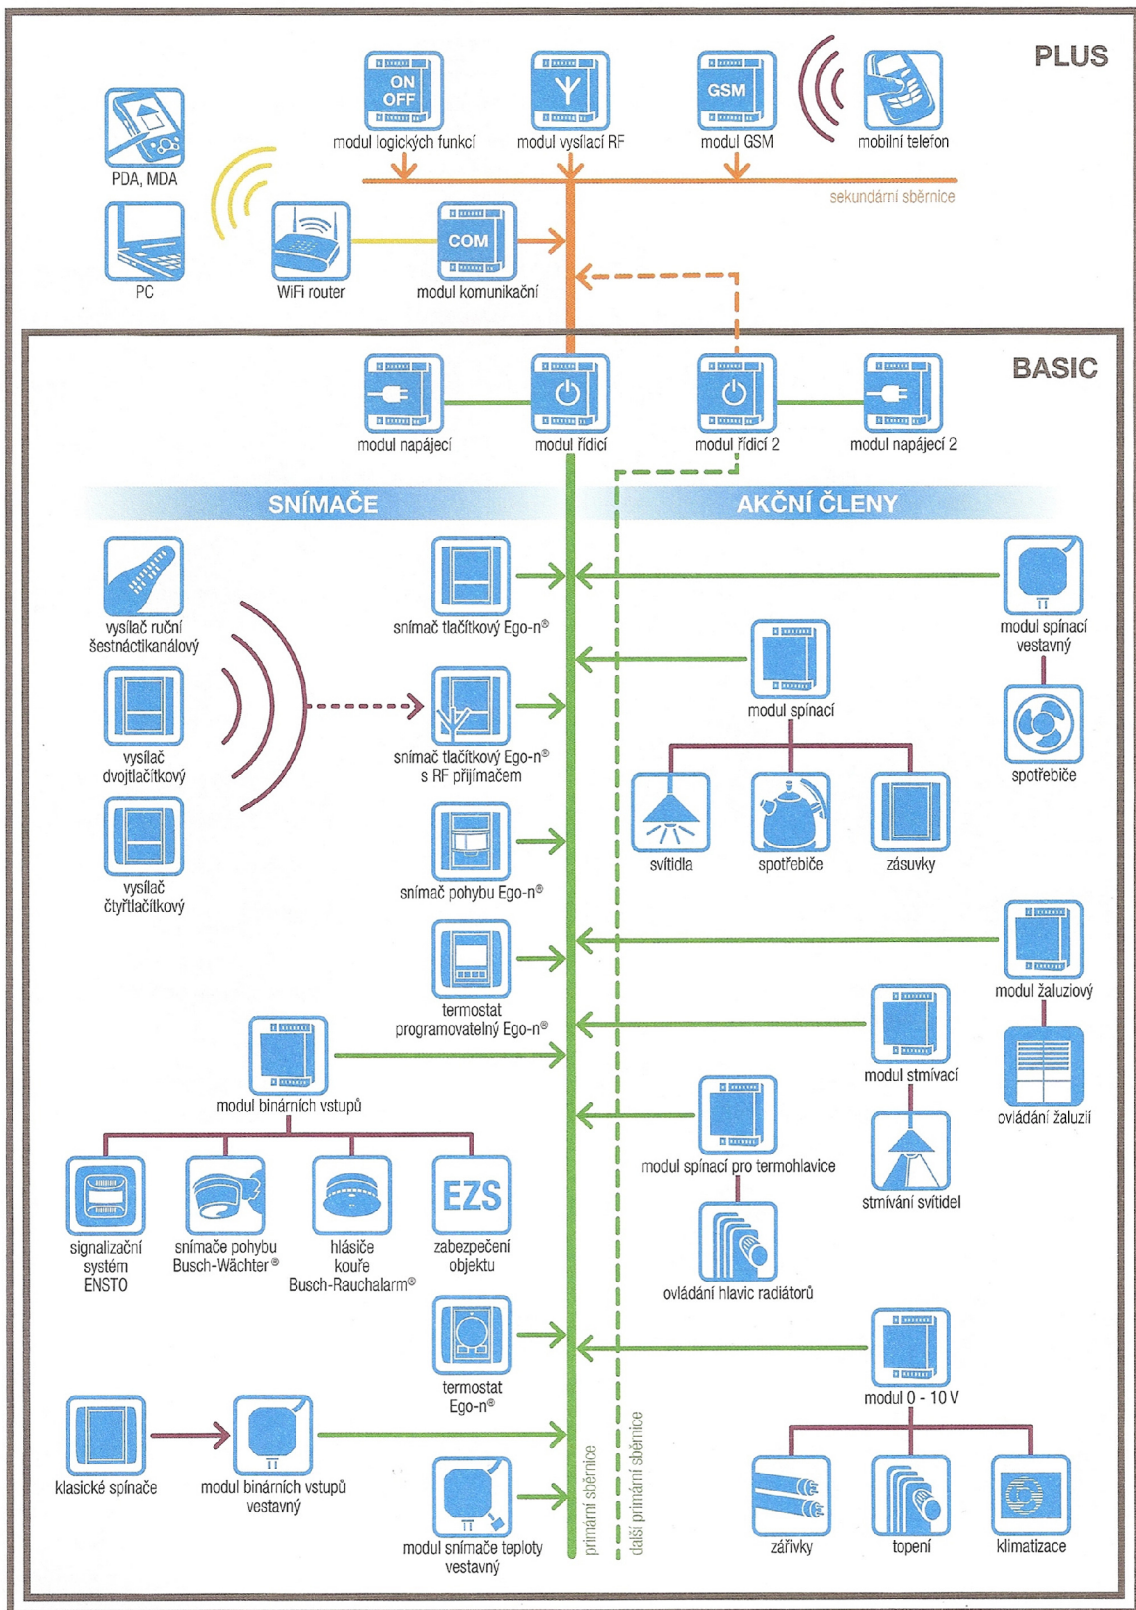 PLUS
ON
OFF
GSM
modul logických funkcí
modul vysílací RF
modul GSM
mobilní telefon
PDA, MDA
sekundární sběrnice
COM
PC
WiFi router
modul komunikační
BASIC
modul napájecí
modul řídicí
modul řídicí 2
modul napájecí 2
SNÍMAČE
AKČNÍ ČLENY
vysílač ruční
šestnáctikanálový
snímač tlačítkový Ego-n®
modul spínací
vestavný
modul spínací
vysílač
dvojtlačítkový
snímač tlačítkový Ego-n®
s RF přijímačem
spotřebiče
svítidla
spotřebiče
zásuvky
vysílač
čtyřtlačítkový
snímač pohybu Ego-n®
modul žaluziový
termostat
programovatelný Ego-n®
modul stmívací
modul binárních vstupů
ovládání žaluzií
modul spínací pro termohlavice
EZS
stmívání svítidel
signalizační
systém
ENSTO
snímače pohybu
Busch-Wächter®
hlásiče
kouře
Busch-Rauchalarm®
zabezpečení
objektu
ovládání hlavic radiátorů
termostat
Ego-n®
modul 0 - 10 V
klasické spínače
modul binárních vstupů
vestavný
primární sběrnice
další primární sběrnice
modul snímače teploty
vestavný
zářivky
topení
klimatizace